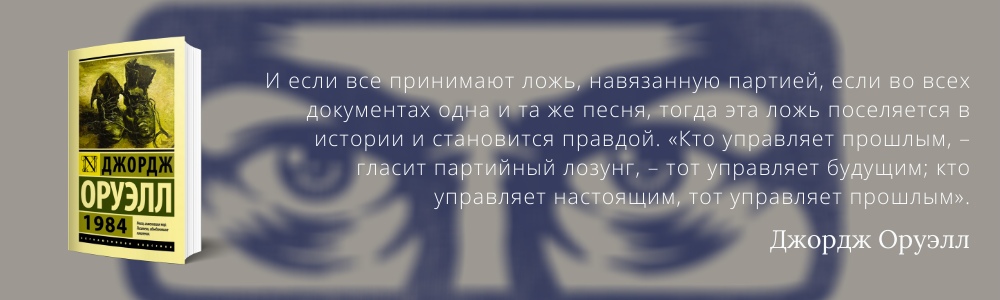 ДЖОРДЖ
ОРУЭЛЛ
1984
И если все принимают ложь, навязанную партией, если во всех
документах одна и та же песня, тогда эта ложь поселяется в
истории и становится правдой. «Кто управляет прошлым, –
гласит партийный лозунг, – тот управляет будущим; кто
управляет настоящим, тот управляет прошлым».
Джордж Оруэлл